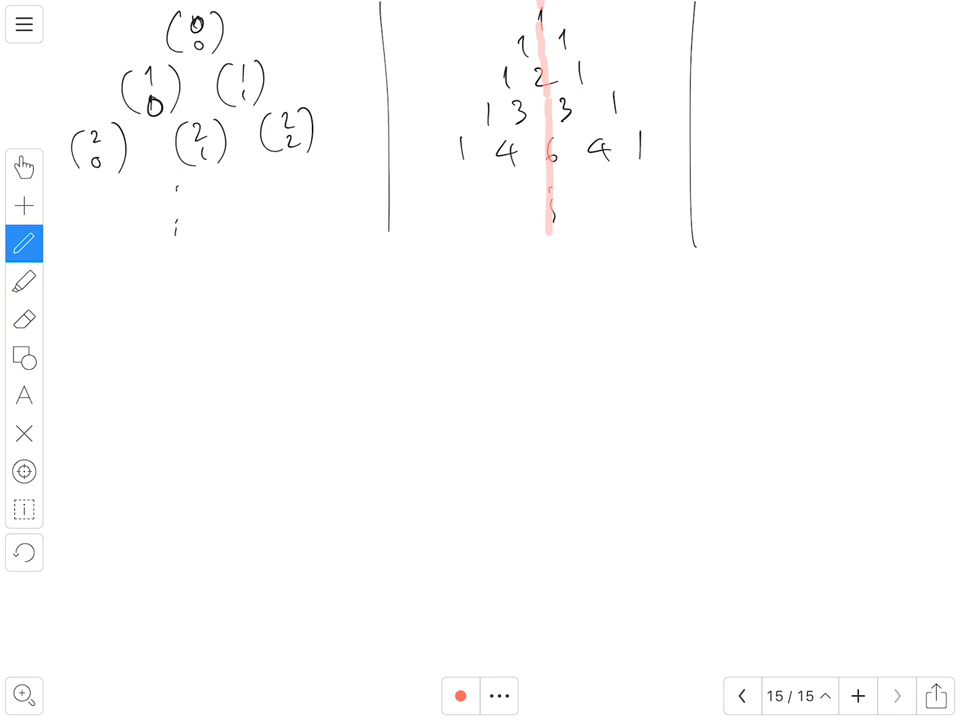 (0 0)
(1 0) (1 1)
(2 0) (2 1) (2 2)
1
1 1
1 2 1
1 3 3 1
1 4 6 4 1
A
15 / 15